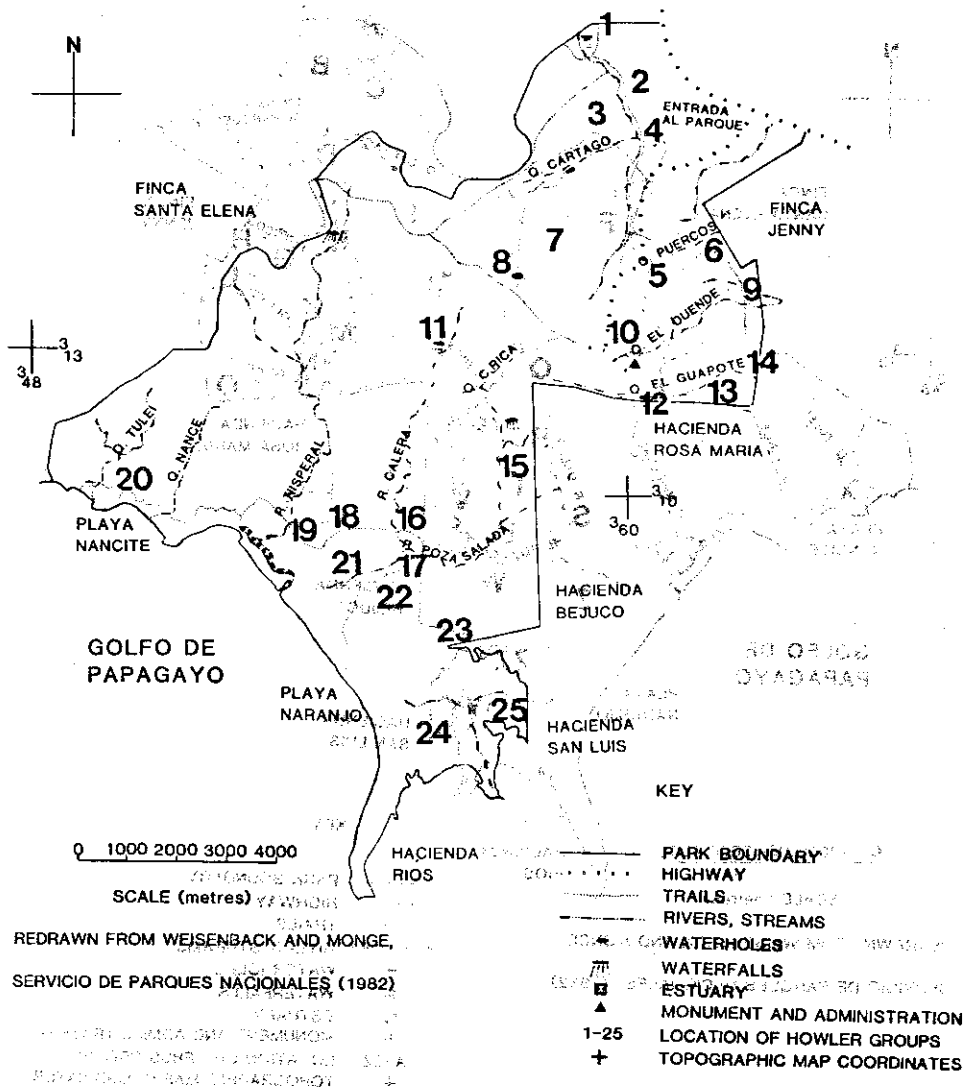 N
1
2
3
4
ENTRADA
AL PARQUE
Q CARTAGO
FINCA
SANTA ELENA
FINCA
JENNY
7
8
Q PUERCOS
5
6
9
10
Q EL DUENDE
11
3 13
3 48
Q C.RICA
Q EL GUAPOTE
14
13
12
HACIENDA
ROSA MARIA
Q TULEI
Q NANCE
R NISPERAL
R CALERA
20
15
3 10
3 60
PLAYA
NANCITE
19
18
16
R POZA SALADA
17
21
22
HACIENDA
BEJUCO
23
GOLFO DE
PAPAGAYO
PLAYA
NARANJO
24
25
HACIENDA
SAN LUIS
KEY
0 1000 2000 3000 4000
SCALE (metres)
HACIENDA
RIOS
PARK BOUNDARY
HIGHWAY
TRAILS
RIVERS, STREAMS
WATERHOLES
WATERFALLS
ESTUARY
MONUMENT AND ADMINISTRATION
1-25 LOCATION OF HOWLER GROUPS
TOPOGRAPHIC MAP COORDINATES
REDRAWN FROM WEISENBACK AND MONGE,
SERVICIO DE PARQUES NACIONALES (1982)